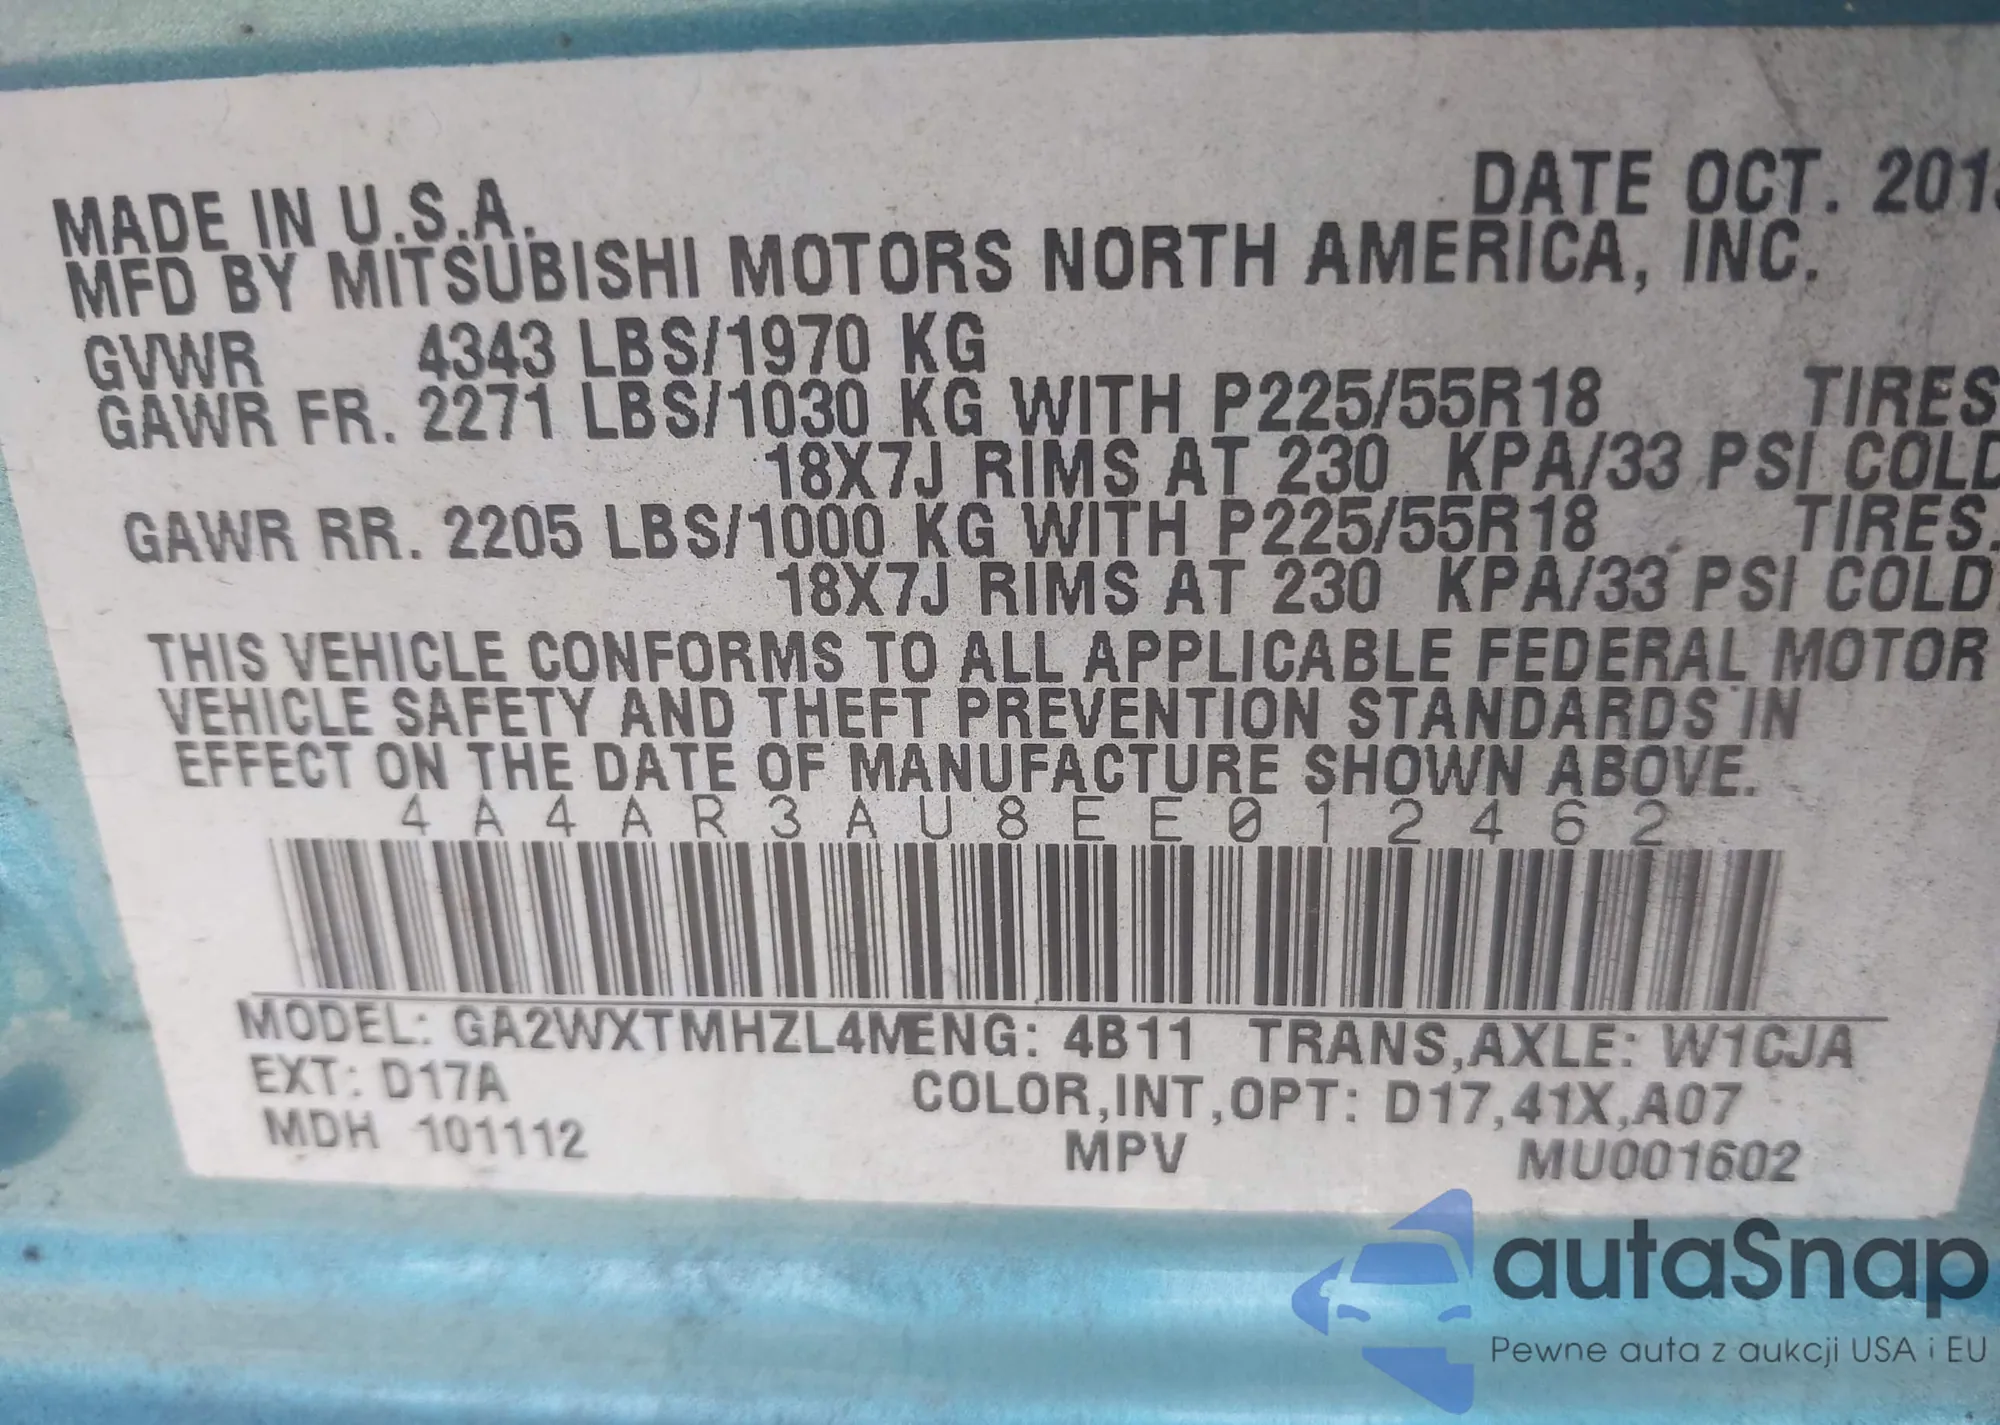 DATE OCT. 201
MADE IN U.S.A.
MFD BY MITSUBISHI MOTORS NORTH AMERICA, INC.
GVWR 4343 LBS/1970 KG
GAWR FR. 2271 LBS/1030 KG WITH P225/55R18 TIRES.
18X7J RIMS AT 230 KPA/33 PSI COLD
GAWR RR. 2205 LBS/1000 KG WITH P225/55R18 TIRES.
18X7J RIMS AT 230 KPA/33 PSI COLD.
THIS VEHICLE CONFORMS TO ALL APPLICABLE FEDERAL MOTOR
VEHICLE SAFETY AND THEFT PREVENTION STANDARDS IN
EFFECT ON THE DATE OF MANUFACTURE SHOWN ABOVE.
4A4AR3AU8EE012462
MODEL: GA2WXTMHZL4MENG: 4B11 TRANS,AXLE: W1CJA
EXT: D17A COLOR,INT,OPT: D17,41X,A07
MDH 101112 MPV MU001602
autaSnap
Pewne auta z aukcji USA i EU